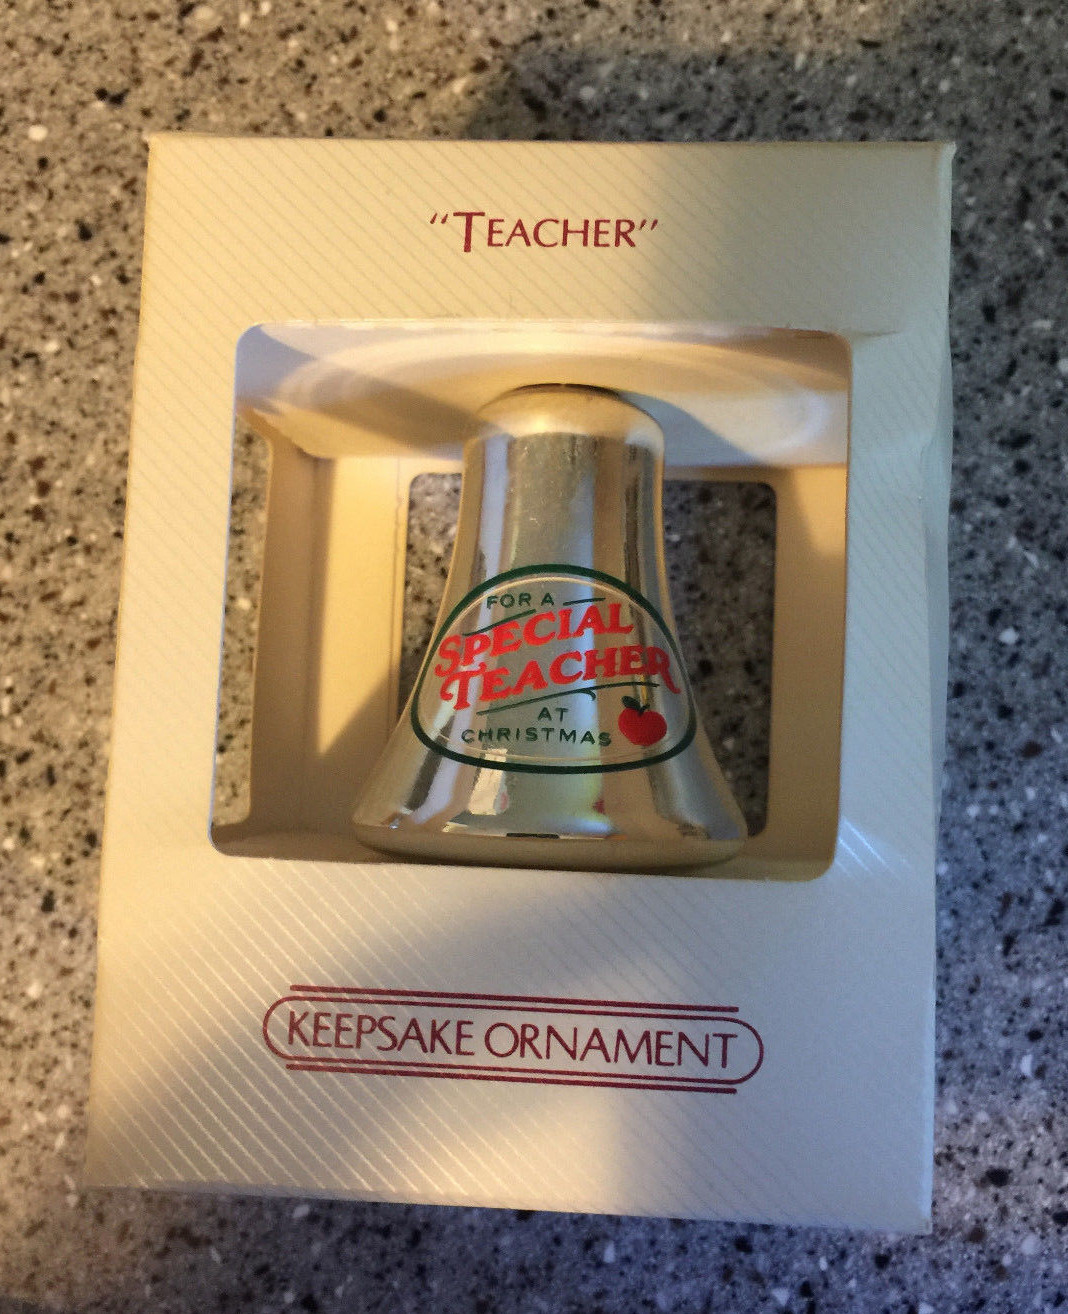 “TEACHER”
FOR A
SPECIAL
TEACHER
AT
CHRISTMAS
KEEPSAKE ORNAMENT